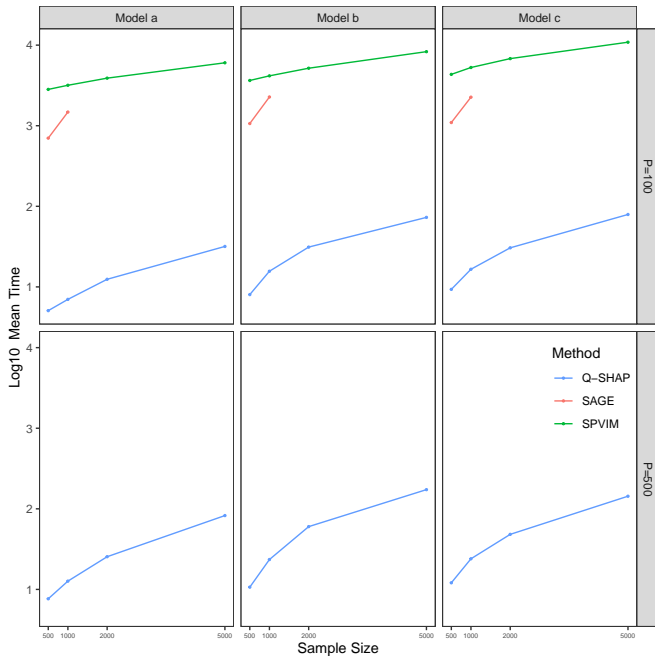 Model a
Model b
Model c
4
3
2
1
P=100
4
3
2
1
P=500
Log10 Mean Time
Method
Q−SHAP
SAGE
SPVIM
500 1000 2000 5000
500 1000 2000 5000
500 1000 2000 5000
Sample Size